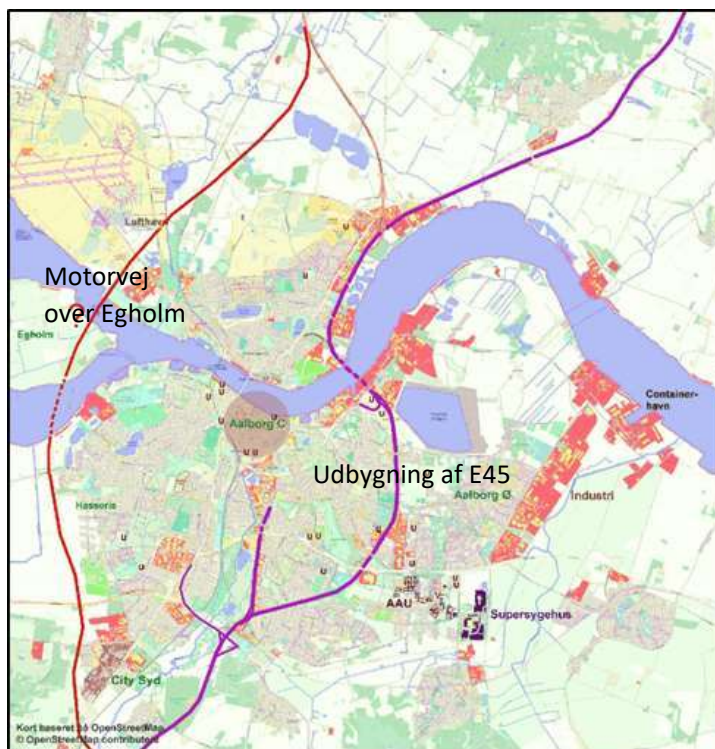 Lufthavn
Motorvej
over Egholm
Egholm
Container-
havn
Aalborg C
Udbygning af E45
Aalborg Ø
Industri
Hasseris
AAU
Supersygehus
City Syd
Kort baseret på OpenStreetMap
© OpenStreetMap contributors